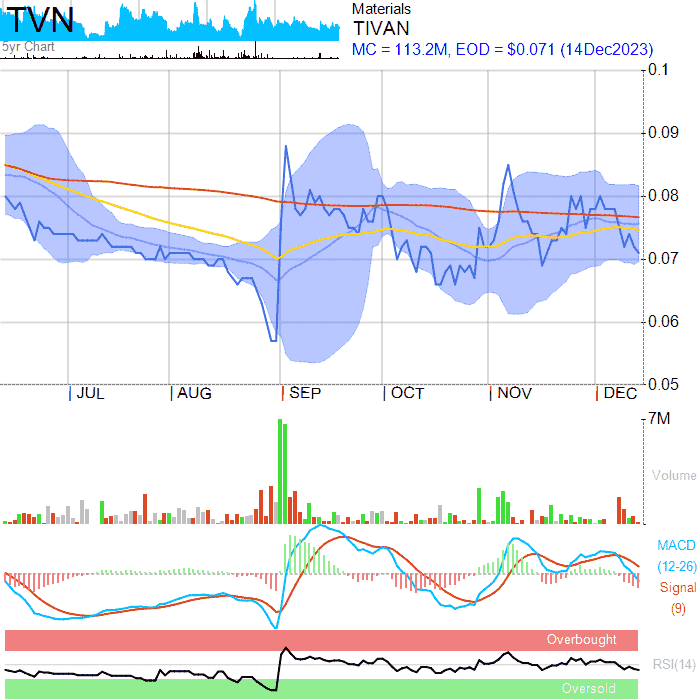 TVN
5yr Chart
Materials
TIVAN
MC = 113.2M, EOD = $0.071 (14Dec2023)
0.1
0.09
0.08
0.07
0.06
0.05
JUL AUG SEP OCT NOV DEC
7M
Volume
MACD
(12-26)
Signal
(9)
Overbought
RSI(14)
Oversold